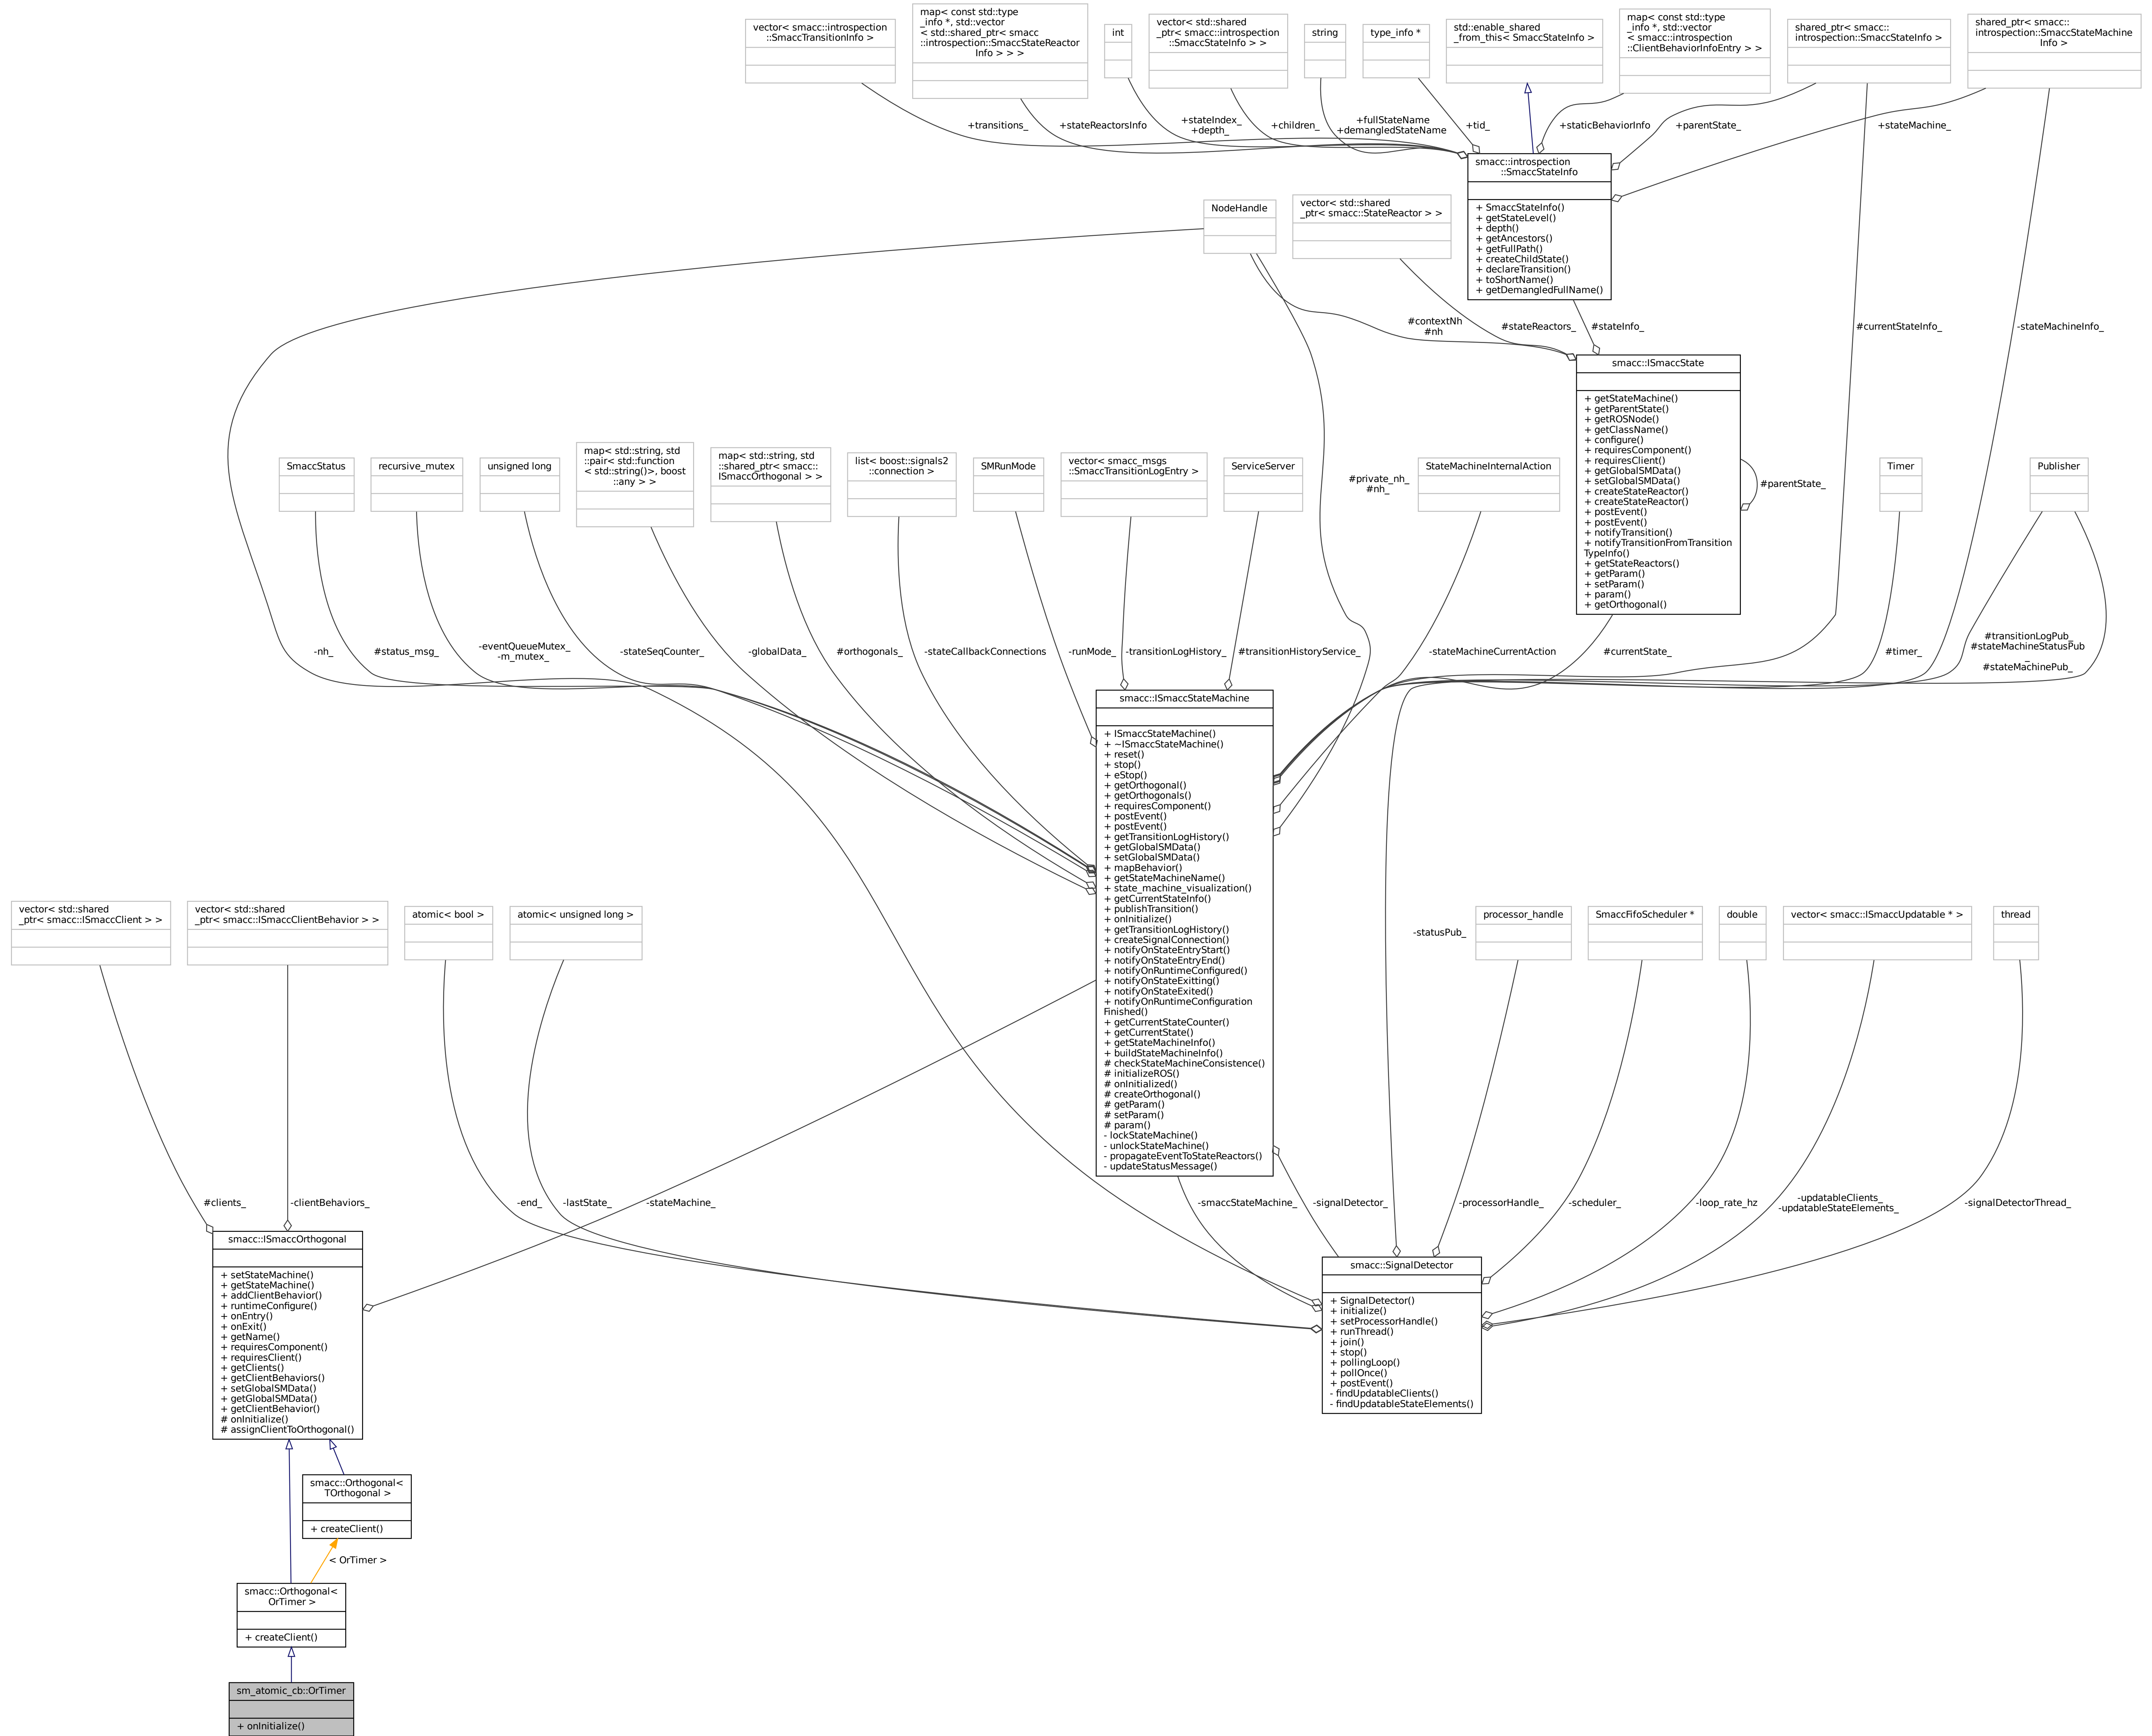 vector< smacc::introspection
::SmaccTransitionInfo >
map< const std::type
_info *, std::vector
< std::shared_ptr< smacc
::introspection::SmaccStateReactor
Info > > >
int
vector< std::shared
_ptr< smacc::introspection
::SmaccStateInfo > >
string
type_info *
std::enable_shared
_from_this< SmaccStateInfo >
map< const std::type
_info *, std::vector
< smacc::introspection
::ClientBehaviorInfoEntry > >
shared_ptr< smacc::
introspection::SmaccStateInfo >
shared_ptr< smacc::
introspection::SmaccStateMachine
Info >
+transitions_
+stateReactorsInfo
+stateIndex_
+depth_
+children_
+fullStateName
+demangledStateName
+tid_
+staticBehaviorInfo
+parentState_
+stateMachine_
smacc::introspection
::SmaccStateInfo
+ SmaccStateInfo()
+ getStateLevel()
+ depth()
+ getAncestors()
+ getFullPath()
+ createChildState()
+ declareTransition()
+ toShortName()
+ getDemangledFullName()
NodeHandle
vector< std::shared
_ptr< smacc::StateReactor > >
#contextNh
#nh
#stateReactors_
#stateInfo_
#currentStateInfo_
-stateMachineInfo_
smacc::ISmaccState
+ getStateMachine()
+ getParentState()
+ getROSNode()
+ getClassName()
+ configure()
+ requiresComponent()
+ requiresClient()
+ getGlobalSMData()
+ setGlobalSMData()
+ createStateReactor()
+ createStateReactor()
+ postEvent()
+ postEvent()
+ notifyTransition()
+ notifyTransitionFromTransition
TypeInfo()
+ getStateReactors()
+ getParam()
+ setParam()
+ param()
+ getOrthogonal()
#parentState_
SmaccStatus
recursive_mutex
unsigned long
map< std::string, std
::pair< std::function
< std::string()>, boost
::any > >
map< std::string, std
::shared_ptr< smacc::
ISmaccOrthogonal > >
list< boost::signals2
::connection >
SMRunMode
vector< smacc_msgs
::SmaccTransitionLogEntry >
ServiceServer
#private_nh_
#nh_
StateMachineInternalAction
Timer
Publisher
-nh_
#status_msg_
-eventQueueMutex_
-m_mutex_
-stateSeqCounter_
-globalData_
#orthogonals_
-stateCallbackConnections
-runMode_
-transitionLogHistory_
#transitionHistoryService_
-stateMachineCurrentAction
#currentState_
#timer_
#transitionLogPub_
#stateMachineStatusPub
_
#stateMachinePub_
smacc::ISmaccStateMachine
+ ISmaccStateMachine()
+ ~ISmaccStateMachine()
+ reset()
+ stop()
+ eStop()
+ getOrthogonal()
+ getOrthogonals()
+ requiresComponent()
+ postEvent()
+ postEvent()
+ getTransitionLogHistory()
+ getGlobalSMData()
+ setGlobalSMData()
+ mapBehavior()
+ getStateMachineName()
+ state_machine_visualization()
+ getCurrentStateInfo()
+ publishTransition()
+ onInitialize()
+ getTransitionLogHistory()
+ createSignalConnection()
+ notifyOnStateEntryStart()
+ notifyOnStateEntryEnd()
+ notifyOnRuntimeConfigured()
+ notifyOnStateExitting()
+ notifyOnStateExited()
+ notifyOnRuntimeConfiguration
Finished()
+ getCurrentStateCounter()
+ getCurrentState()
+ getStateMachineInfo()
+ buildStateMachineInfo()
# checkStateMachineConsistence()
# initializeROS()
# onInitialized()
# createOrthogonal()
# getParam()
# setParam()
# param()
- lockStateMachine()
- unlockStateMachine()
- propagateEventToStateReactors()
- updateStatusMessage()
vector< std::shared
_ptr< smacc::ISmaccClient > >
vector< std::shared
_ptr< smacc::ISmaccClientBehavior > >
atomic< bool >
atomic< unsigned long >
-statusPub_
processor_handle
SmaccFifoScheduler *
double
vector< smacc::ISmaccUpdatable * >
thread
#clients_
-clientBehaviors_
-end_
-lastState_
-stateMachine_
-smaccStateMachine_
-signalDetector_
-processorHandle_
-scheduler_
-loop_rate_hz
-updatableClients_
-updatableStateElements_
-signalDetectorThread_
smacc::ISmaccOrthogonal
+ setStateMachine()
+ getStateMachine()
+ addClientBehavior()
+ runtimeConfigure()
+ onEntry()
+ onExit()
+ getName()
+ requiresComponent()
+ requiresClient()
+ getClients()
+ getClientBehaviors()
+ setGlobalSMData()
+ getGlobalSMData()
+ getClientBehavior()
# onInitialize()
# assignClientToOrthogonal()
smacc::SignalDetector
+ SignalDetector()
+ initialize()
+ setProcessorHandle()
+ runThread()
+ join()
+ stop()
+ pollingLoop()
+ pollOnce()
+ postEvent()
- findUpdatableClients()
- findUpdatableStateElements()
smacc::Orthogonal<
TOrthogonal >
+ createClient()
< OrTimer >
smacc::Orthogonal<
OrTimer >
+ createClient()
sm_atomic_cb::OrTimer
+ onInitialize()